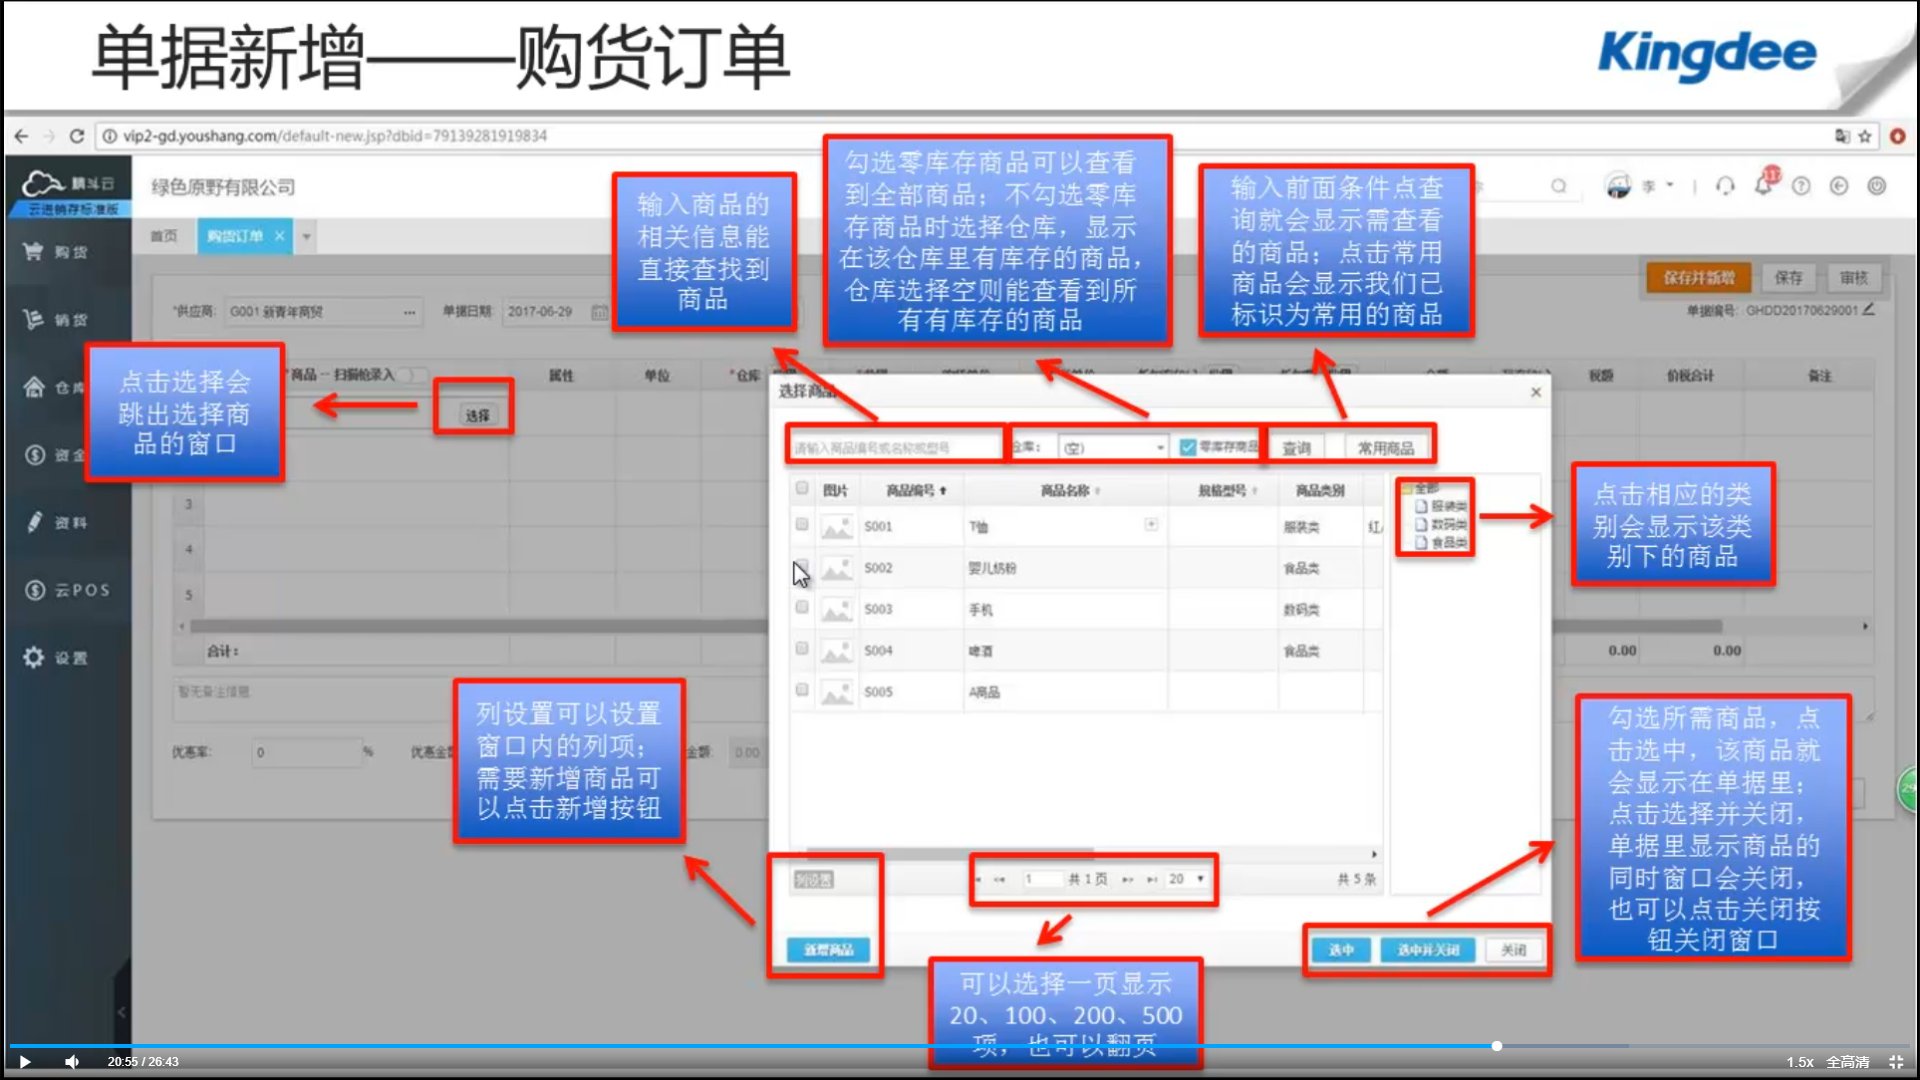 单据新增——购货订单
Kingdee
vip2-gd.youshang.com/default-new.jsp?dbid=79139281919834
云进销存标准版
绿色原野有限公司
李
11
首页
购货订单
购货
销货
仓库
资金
资料
云POS
设置
保存并新增
保存
审核
*供应商:
G001 新青年商贸
单据日期:
2017-06-29
单据编号:
GHDD20170629001
商品 -- 扫描枪录入
属性
单位
*仓库
税额
价税合计
备注
选择
3
4
5
合计:
0.00
0.00
暂无备注信息
优惠率:
0
%
优惠金额
金额:
0.00
点击选择会
跳出选择商
品的窗口
输入商品的
相关信息能
直接查找到
商品
勾选零库存商品可以查看
到全部商品；不勾选零库
存商品时选择仓库，显示
在该仓库里有库存的商品，
仓库选择空则能查看到所
有有库存的商品
输入前面条件点查
询就会显示需查看
的商品；点击常用
商品会显示我们已
标识为常用的商品
选择商品
请输入商品编号或名称或型号
仓库:
(空)
零库存商品
查询
常用商品
图片
商品编号
商品名称
规格型号
商品类别
S001
T恤
服装类
红
S002
婴儿奶粉
食品类
S003
手机
数码类
S004
啤酒
食品类
S005
A商品
全部
服装类
数码类
食品类
点击相应的类
别会显示该类
别下的商品
列设置可以设置
窗口内的列项；
需要新增商品可
以点击新增按钮
列设置
1
共 1 页
20
共 5 条
新增商品
选中
选中并关闭
关闭
勾选所需商品，点
击选中，该商品就
会显示在单据里；
点击选择并关闭，
单据里显示商品的
同时窗口会关闭，
也可以点击关闭按
钮关闭窗口
可以选择一页显示
20、100、200、500
项，也可以翻页
20:55 / 26:43
1.5x
全高清